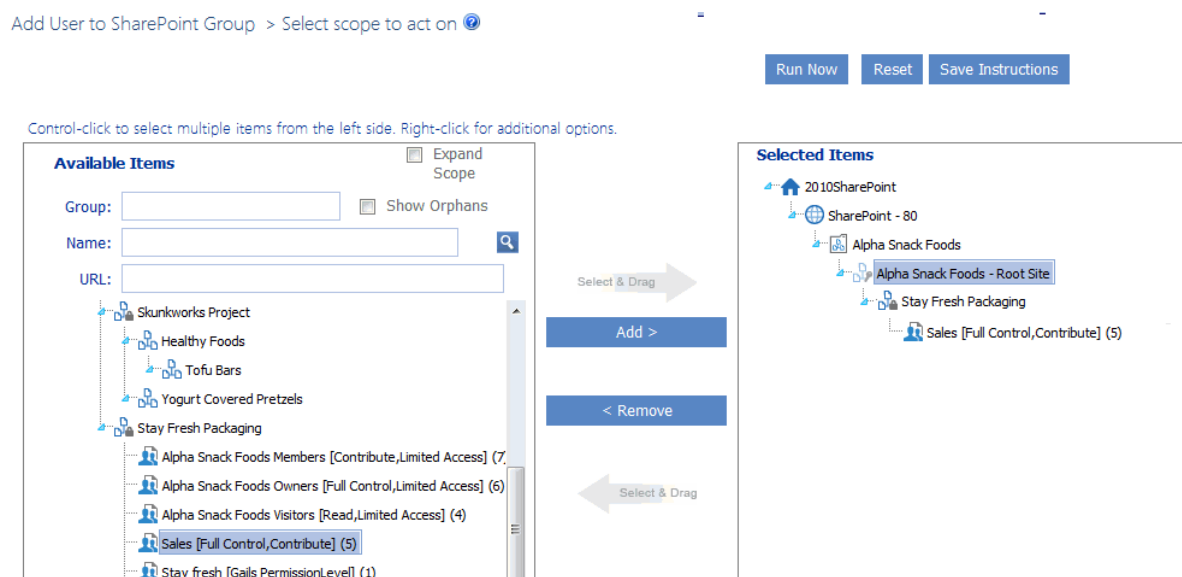 Add User to SharePoint Group > Select scope to act on
Run Now Reset Save Instructions
Control-click to select multiple items from the left side. Right-click for additional options.
Available Items
Expand
Scope
Group:
Show Orphans
Name:
URL:
Skunkworks Project
Healthy Foods
Tofu Bars
Yogurt Covered Pretzels
Stay Fresh Packaging
Alpha Snack Foods Members [Contribute,Limited Access] (7
Alpha Snack Foods Owners [Full Control,Limited Access] (6)
Alpha Snack Foods Visitors [Read,Limited Access] (4)
Sales [Full Control,Contribute] (5)
Stay fresh [Gails PermissionLevel] (1)
Select & Drag
Add >
< Remove
Select & Drag
Selected Items
2010SharePoint
SharePoint - 80
Alpha Snack Foods
Alpha Snack Foods - Root Site
Stay Fresh Packaging
Sales [Full Control,Contribute] (5)